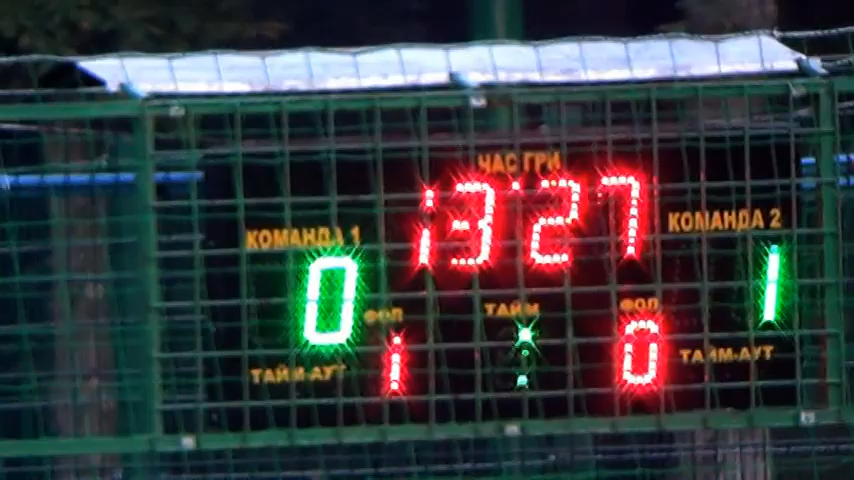 ЧАС ГРИ
13:27
КОМАНДА 1
КОМАНДА 2
0
1
ФОЛ
ТАЙМ
ФОЛ
1
1
0
ТАЙМ-АУТ
ТАЙМ-АУТ